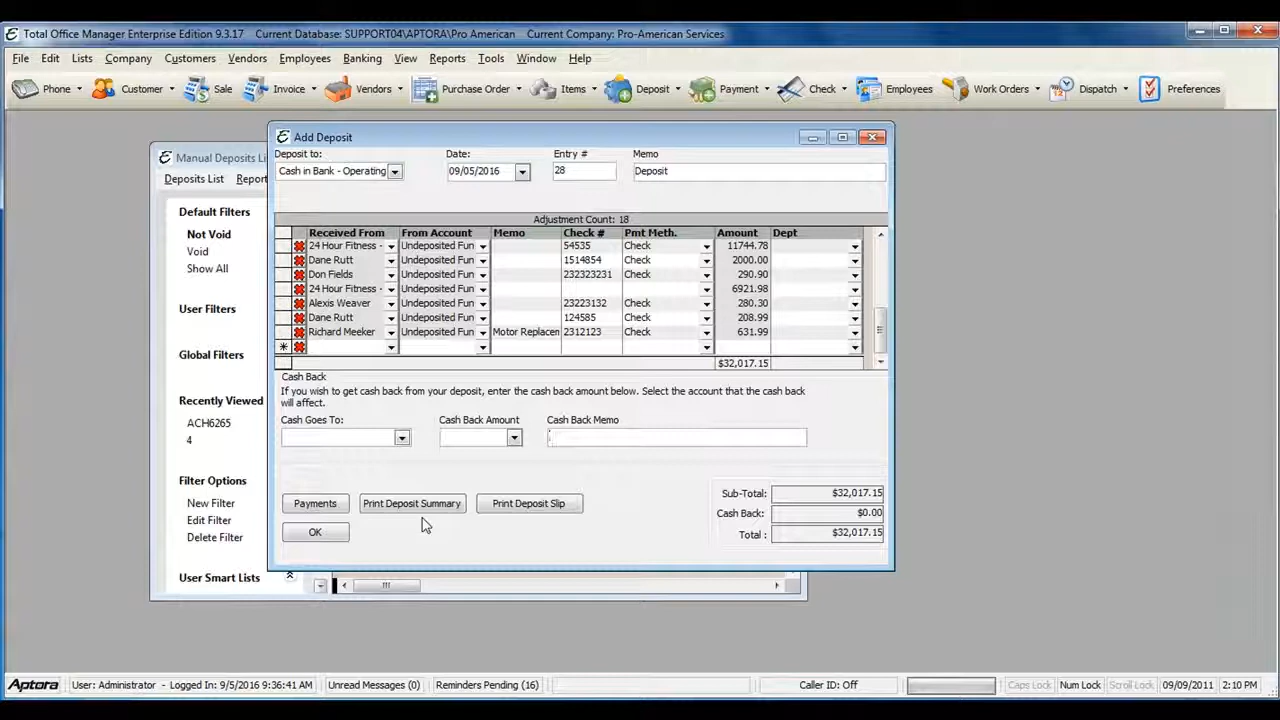 Total Office Manager Enterprise Edition 9.3.17 Current Database: SUPPORT04\APTORA\Pro American Current Company: Pro-American Services
File Edit Lists Company Customers Vendors Employees Banking View Reports Tools Window Help
Phone Customer Sale Invoice Vendors Purchase Order Items Deposit Payment Check Employees Work Orders Dispatch Preferences
Manual Deposits Li
Deposits List Report
Default Filters
Not Void
Void
Show All
User Filters
Global Filters
Recently Viewed
ACH6265
4
Filter Options
New Filter
Edit Filter
Delete Filter
User Smart Lists
Add Deposit
Deposit to: Date: Entry # Memo
Cash in Bank - Operating 09/05/2016 28 Deposit
Adjustment Count: 18
Received From From Account Memo Check # Pmt Meth. Amount Dept
24 Hour Fitness - Undeposited Fun 54535 Check 11744.78
Dane Rutt Undeposited Fun 1514854 Check 2000.00
Don Fields Undeposited Fun 232323231 Check 290.90
24 Hour Fitness - Undeposited Fun 6921.98
Alexis Weaver Undeposited Fun 23223132 Check 280.30
Dane Rutt Undeposited Fun 124585 Check 208.99
Richard Meeker Undeposited Fun Motor Replacen 2312123 Check 631.99
$32,017.15
Cash Back
If you wish to get cash back from your deposit, enter the cash back amount below. Select the account that the cash back
will affect.
Cash Goes To: Cash Back Amount Cash Back Memo
Payments Print Deposit Summary Print Deposit Slip
OK
Sub-Total: $32,017.15
Cash Back: $0.00
Total : $32,017.15
Aptora User: Administrator - Logged In: 9/5/2016 9:36:41 AM Unread Messages (0) Reminders Pending (16) Caller ID: Off Caps Lock Num Lock Scroll Lock 09/09/2011 2:10 PM